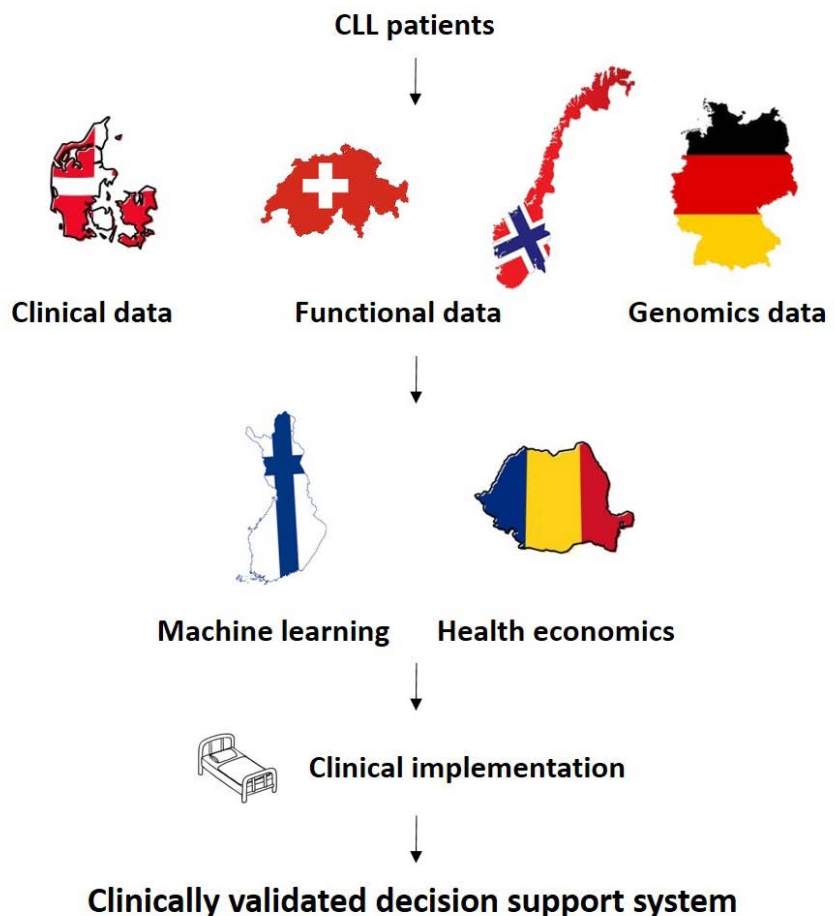 CLL patients
Clinical data
Functional data
Genomics data
Machine learning
Health economics
Clinical implementation
Clinically validated decision support system